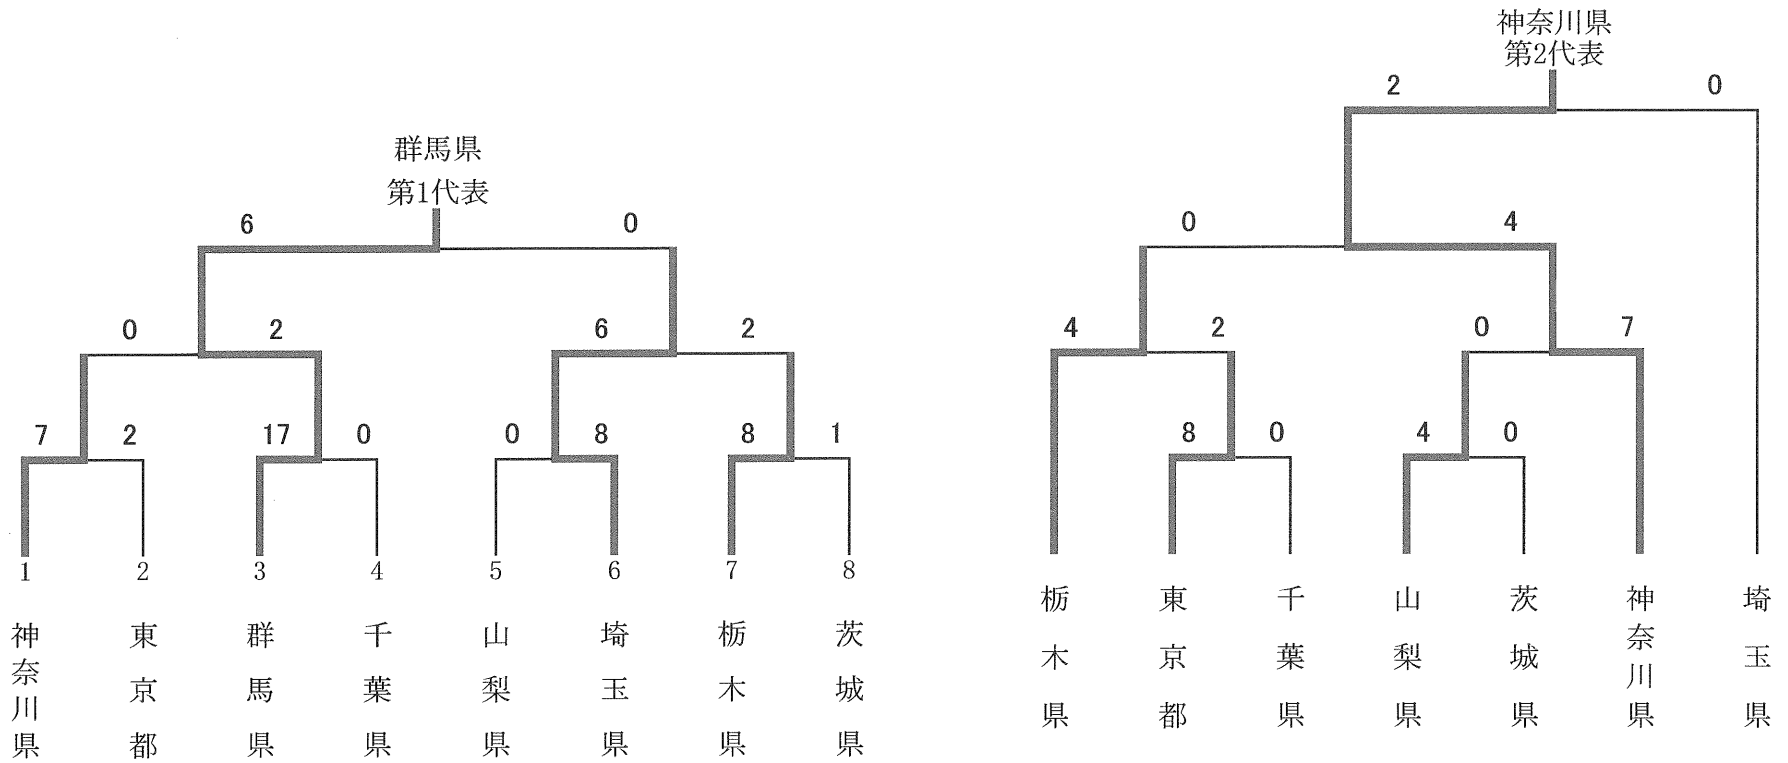 群馬県
第1代表
6 0
0 2 6 2
7 2 17 0 0 8 8 1
1 2 3 4 5 6 7 8
神奈川県
東京都
群馬県
千葉県
山梨県
埼玉県
栃木県
茨城県
神奈川県
第2代表
2 0
0 4
4 2 0 7
8 0 4 0
栃木県
東京都
千葉県
山梨県
茨城県
神奈川県
埼玉県